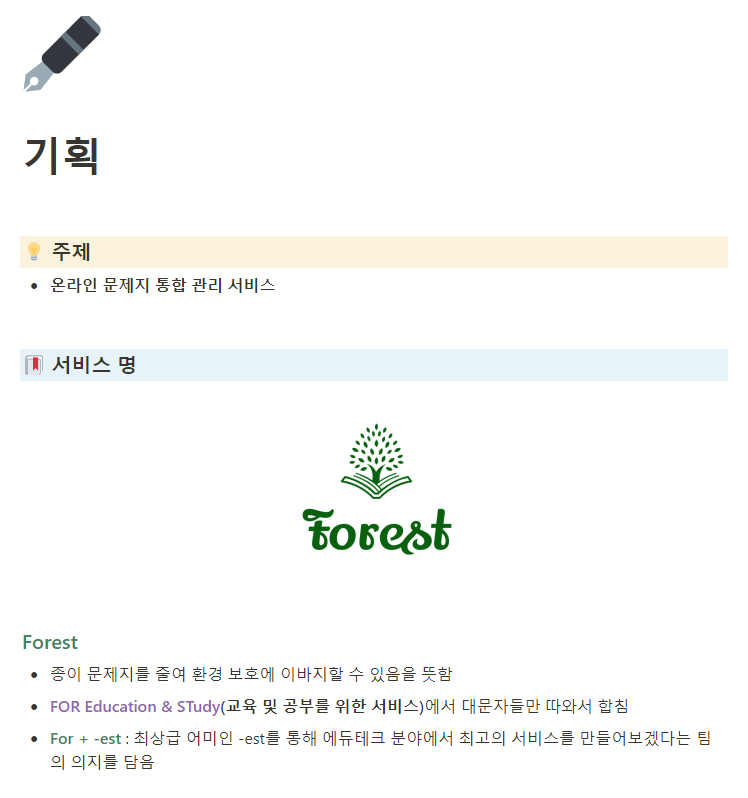 기획
주제
온라인 문제지 통합 관리 서비스
서비스 명
Forest
Forest
종이 문제지를 줄여 환경 보호에 이바지할 수 있음을 뜻함
FOR Education & STudy(교육 및 공부를 위한 서비스)에서 대문자들만 따와서 합침
For + -est : 최상급 어미인 -est를 통해 에듀테크 분야에서 최고의 서비스를 만들어보겠다는 팀
의 의지를 담음